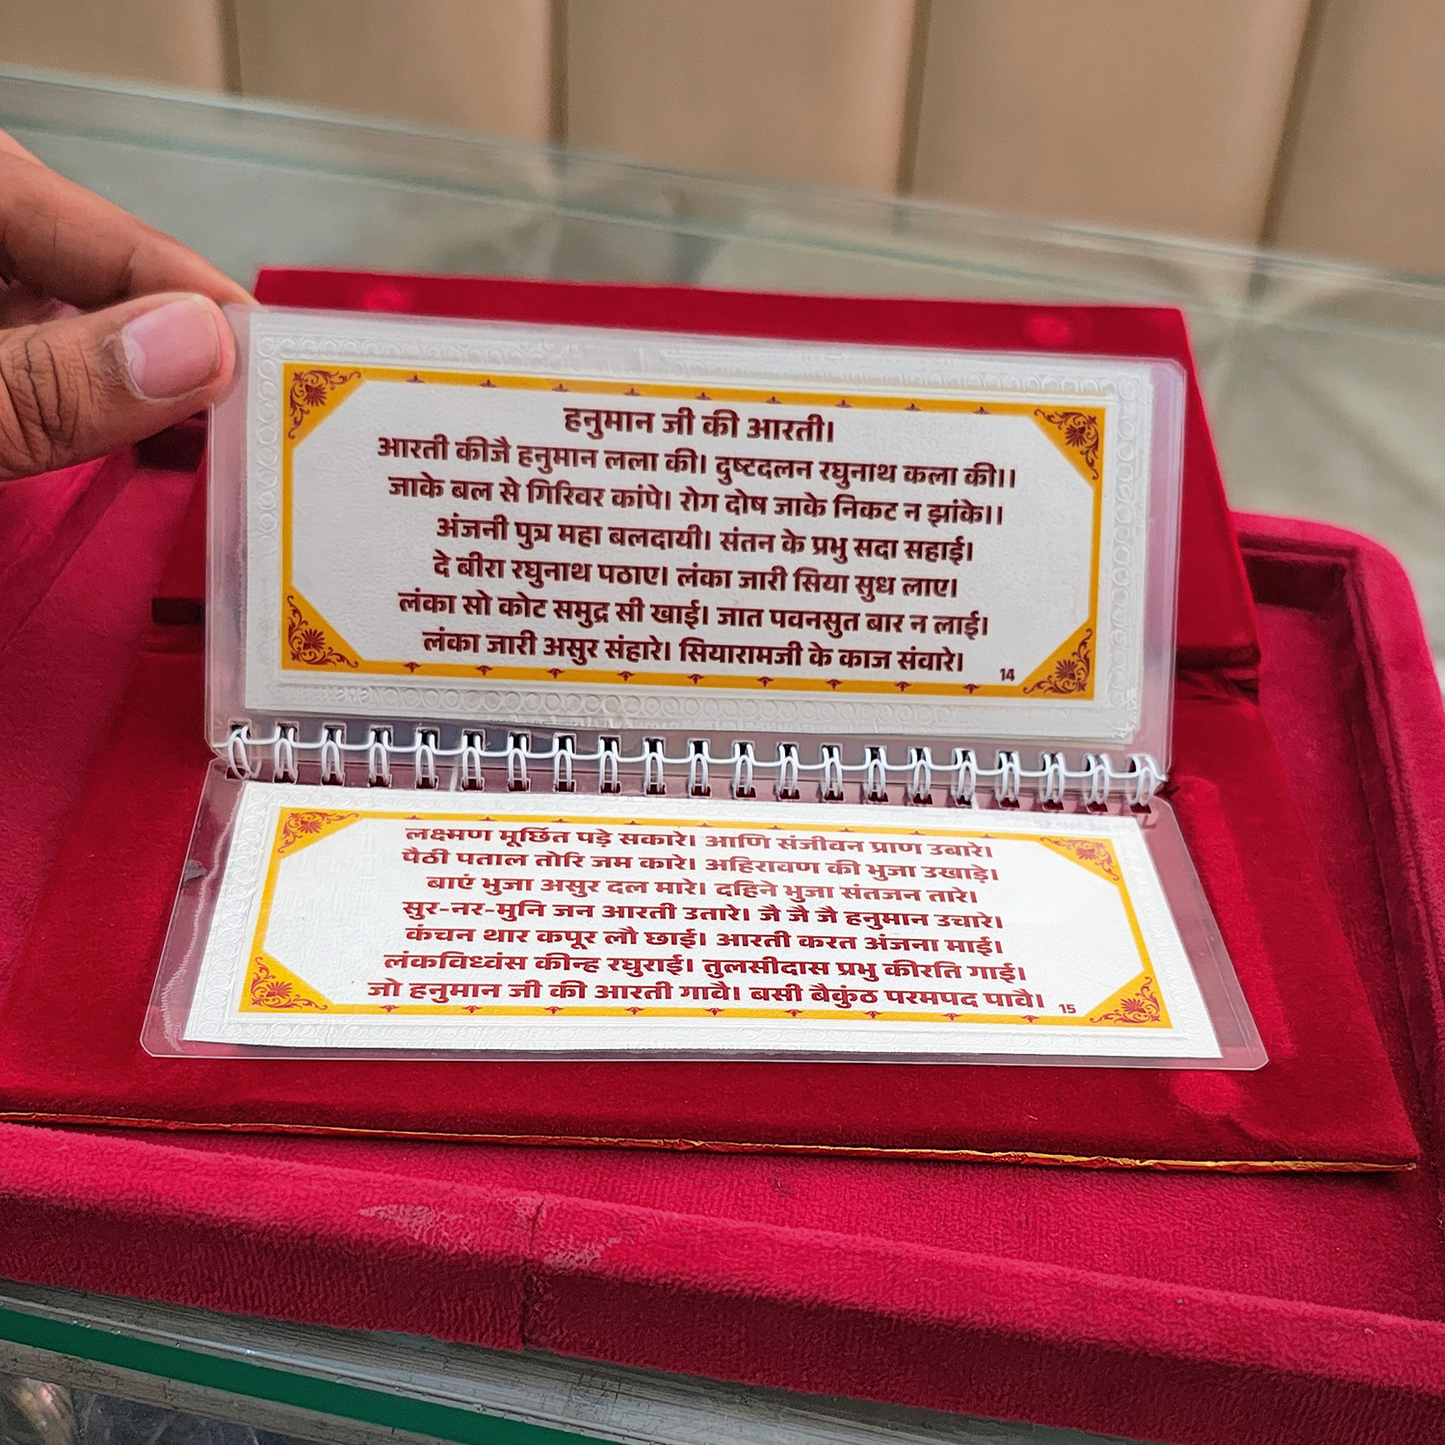 हनुमान जी की आरती।
आरती कीजै हनुमान लला की। दुष्टदलन रघुनाथ कला की।।
जाके बल से गिरिवर कांपे। रोग दोष जाके निकट न झांके।।
अंजनी पुत्र महा बलदायी। संतन के प्रभु सदा सहाई।
दे बीरा रघुनाथ पठाए। लंका जारी सिया सुध लाए।
लंका सो कोट समुद्र सी खाई। जात पवनसुत बार न लाई।
लंका जारी असुर संहारे। सियारामजी के काज संवारे।
14
लक्ष्मण मूर्छित पड़े सकारे। आणि संजीवन प्राण उबारे।
पैठी पताल तोरि जम कारे। अहिरावण की भुजा उखाड़े।
बाएं भुजा असुर दल मारे। दहिने भुजा संतजन तारे।
सुर-नर-मुनि जन आरती उतारे। जै जै जै हनुमान उचारे।
कंचन थार कपूर लौ छाई। आरती करत अंजना माई।
लंकविध्वंस कीन्ह रघुराई। तुलसीदास प्रभु कीरति गाई।
जो हनुमान जी की आरती गावै। बसी बैकुंठ परमपद पावै।
15